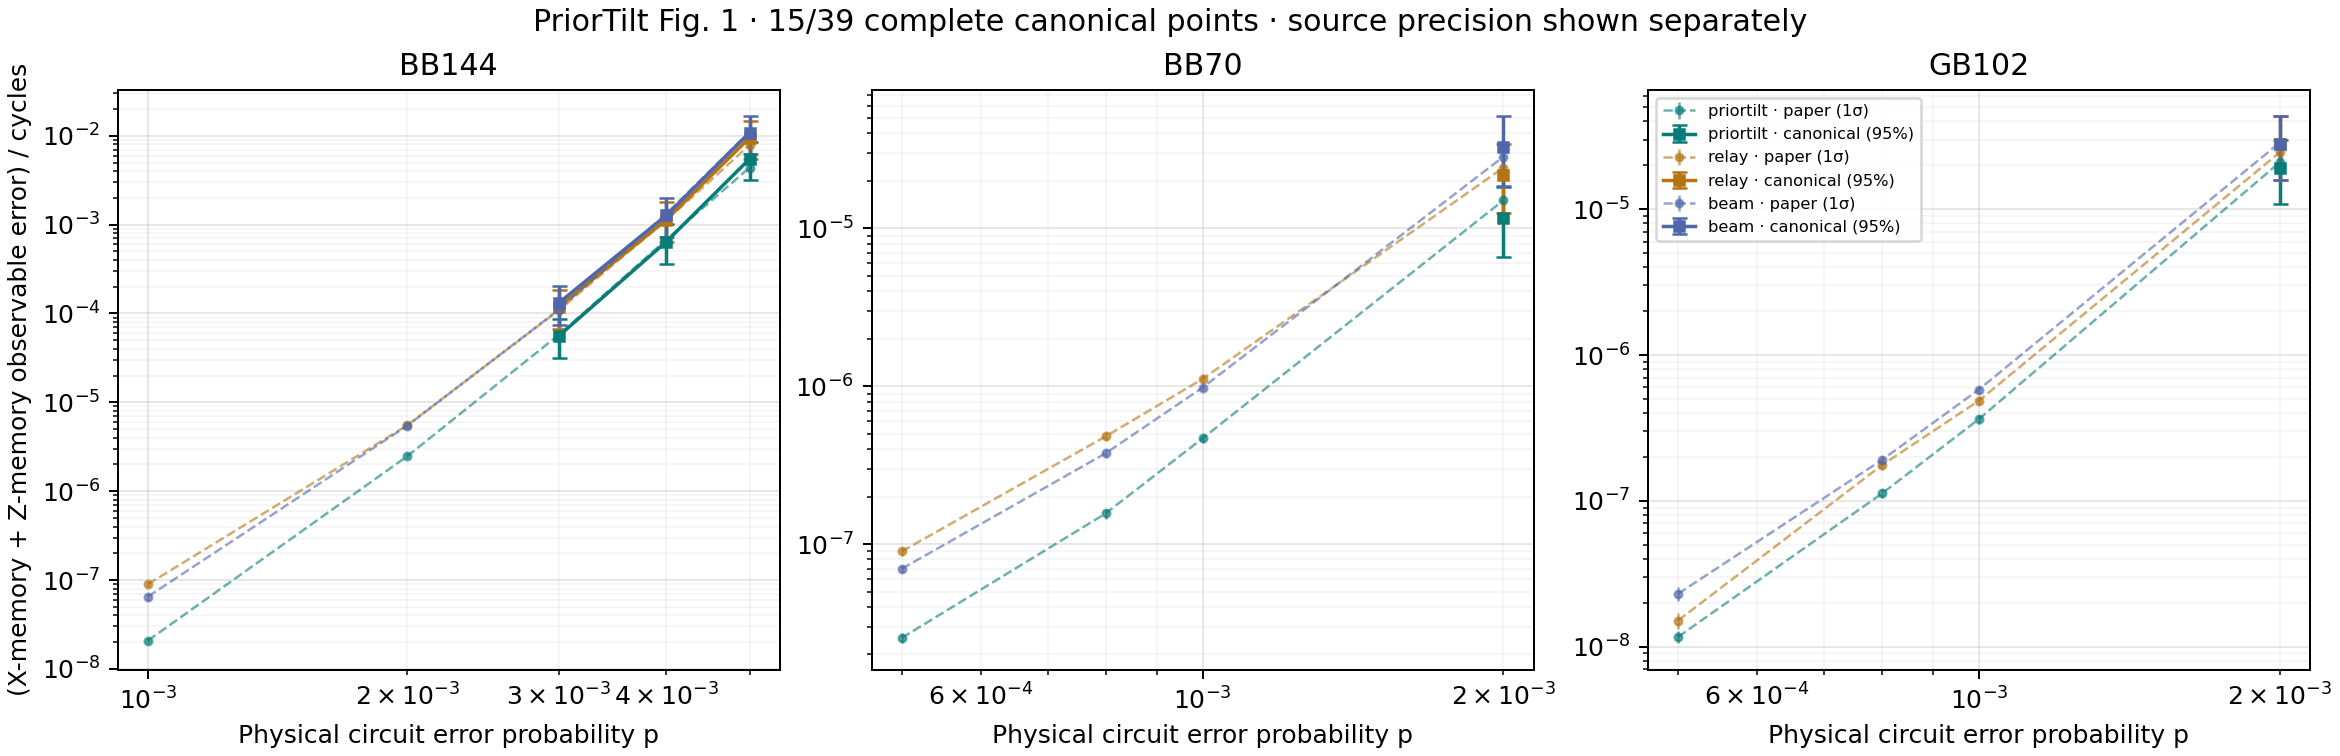 PriorTilt Fig. 1 · 15/39 complete canonical points · source precision shown separately
BB144
(X-memory + Z-memory observable error) / cycles
10⁻²
10⁻³
10⁻⁴
10⁻⁵
10⁻⁶
10⁻⁷
10⁻⁸
10⁻³
2 × 10⁻³
3 × 10⁻³
4 × 10⁻³
Physical circuit error probability p
BB70
10⁻⁵
10⁻⁶
10⁻⁷
6 × 10⁻⁴
10⁻³
2 × 10⁻³
Physical circuit error probability p
GB102
priortilt · paper (1σ)
priortilt · canonical (95%)
relay · paper (1σ)
relay · canonical (95%)
beam · paper (1σ)
beam · canonical (95%)
10⁻⁵
10⁻⁶
10⁻⁷
10⁻⁸
6 × 10⁻⁴
10⁻³
2 × 10⁻³
Physical circuit error probability p